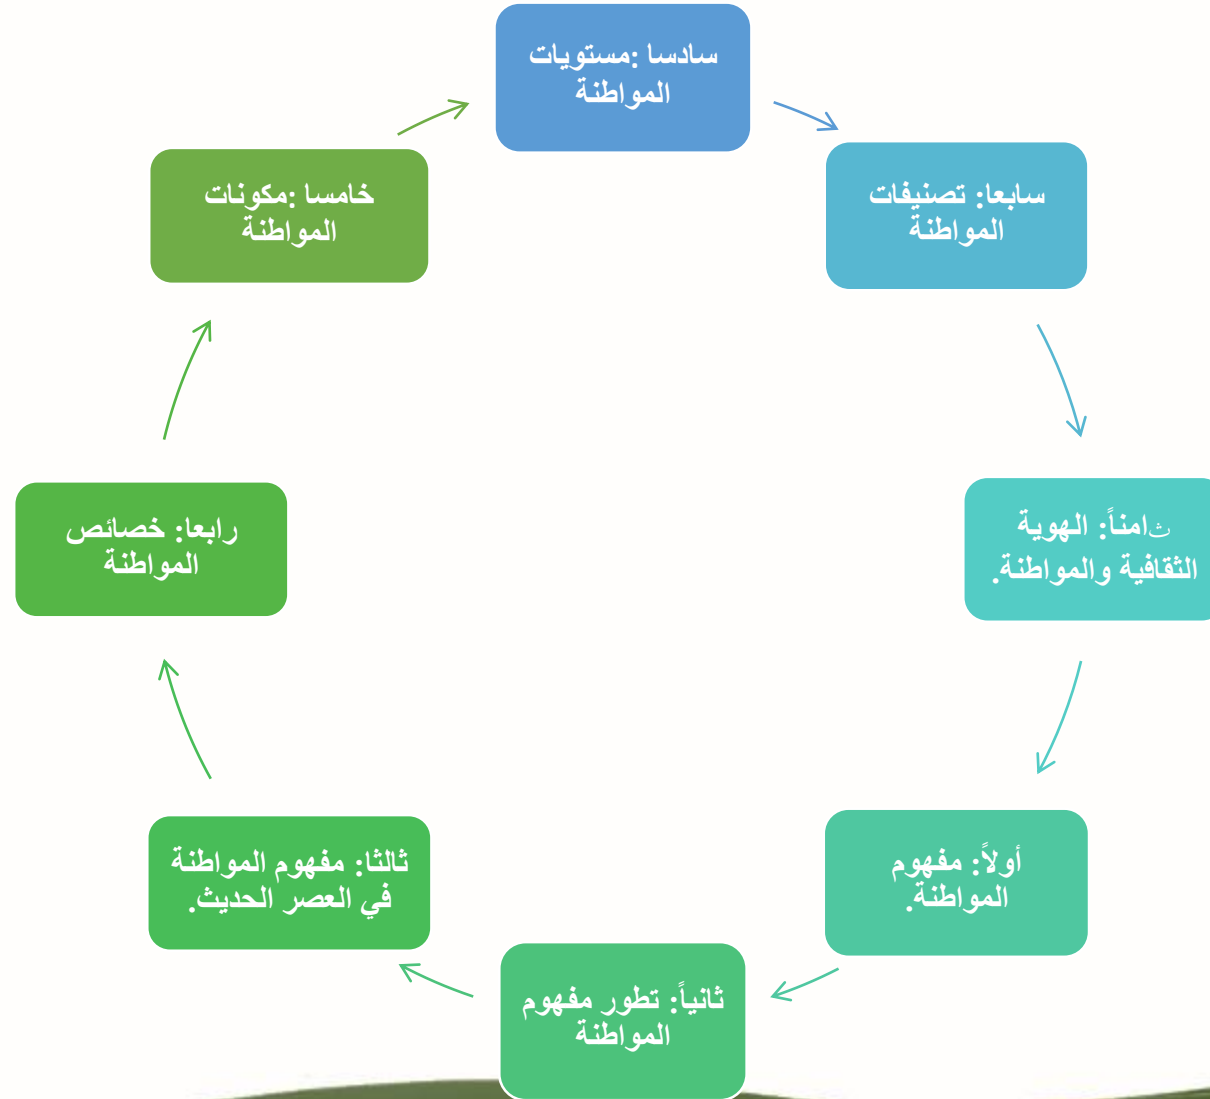 سادسا :مستويات
المواطنة
سابعا: تصنيفات
المواطنة
ثامناً: الهوية
الثقافية والمواطنة.
أولاً: مفهوم
المواطنة.
ثانياً: تطور مفهوم
المواطنة
ثالثا: مفهوم المواطنة
في العصر الحديث.
رابعا: خصائص
المواطنة
خامسا :مكونات
المواطنة